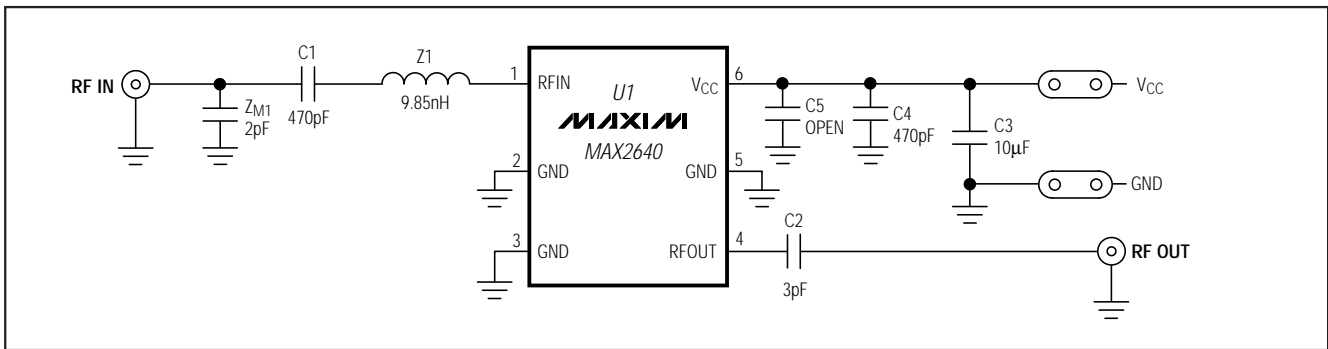 C1
Z1
RF IN
1
RFIN
U1
VCC
6
VCC
ZM1
2pF
470pF
9.85nH
MAXIM
MAX2640
C5
OPEN
C4
470pF
C3
10µF
2
GND
GND
5
GND
C2
3
GND
RFOUT
4
RF OUT
3pF